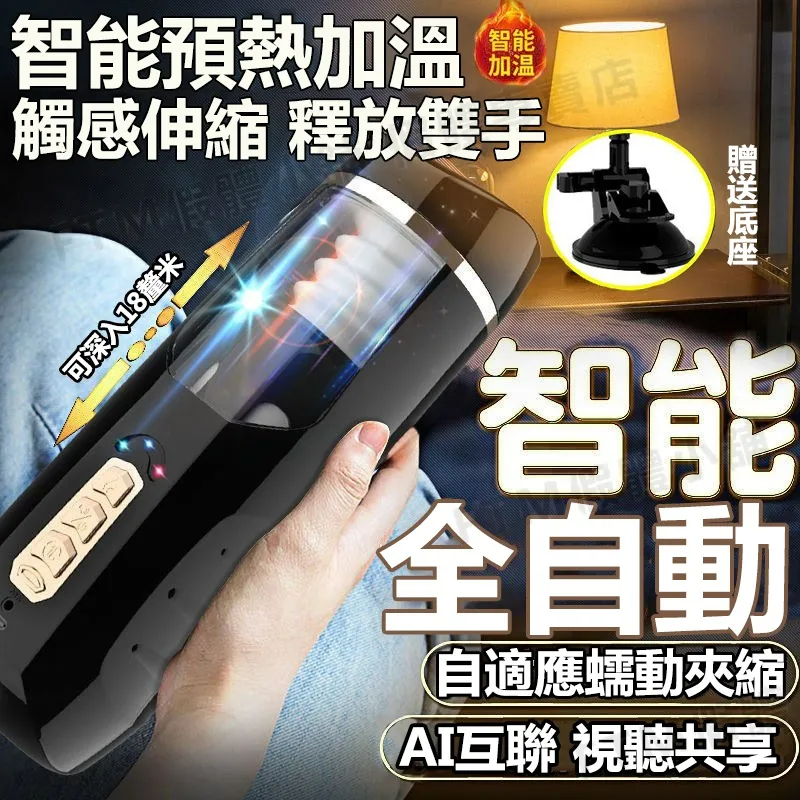 智能預熱加溫
觸感伸縮 釋放雙手
智能
加溫
贈送底座
可深入18釐米
智能
全自動
自適應蠕動夾縮
AI互聯 視聽共享